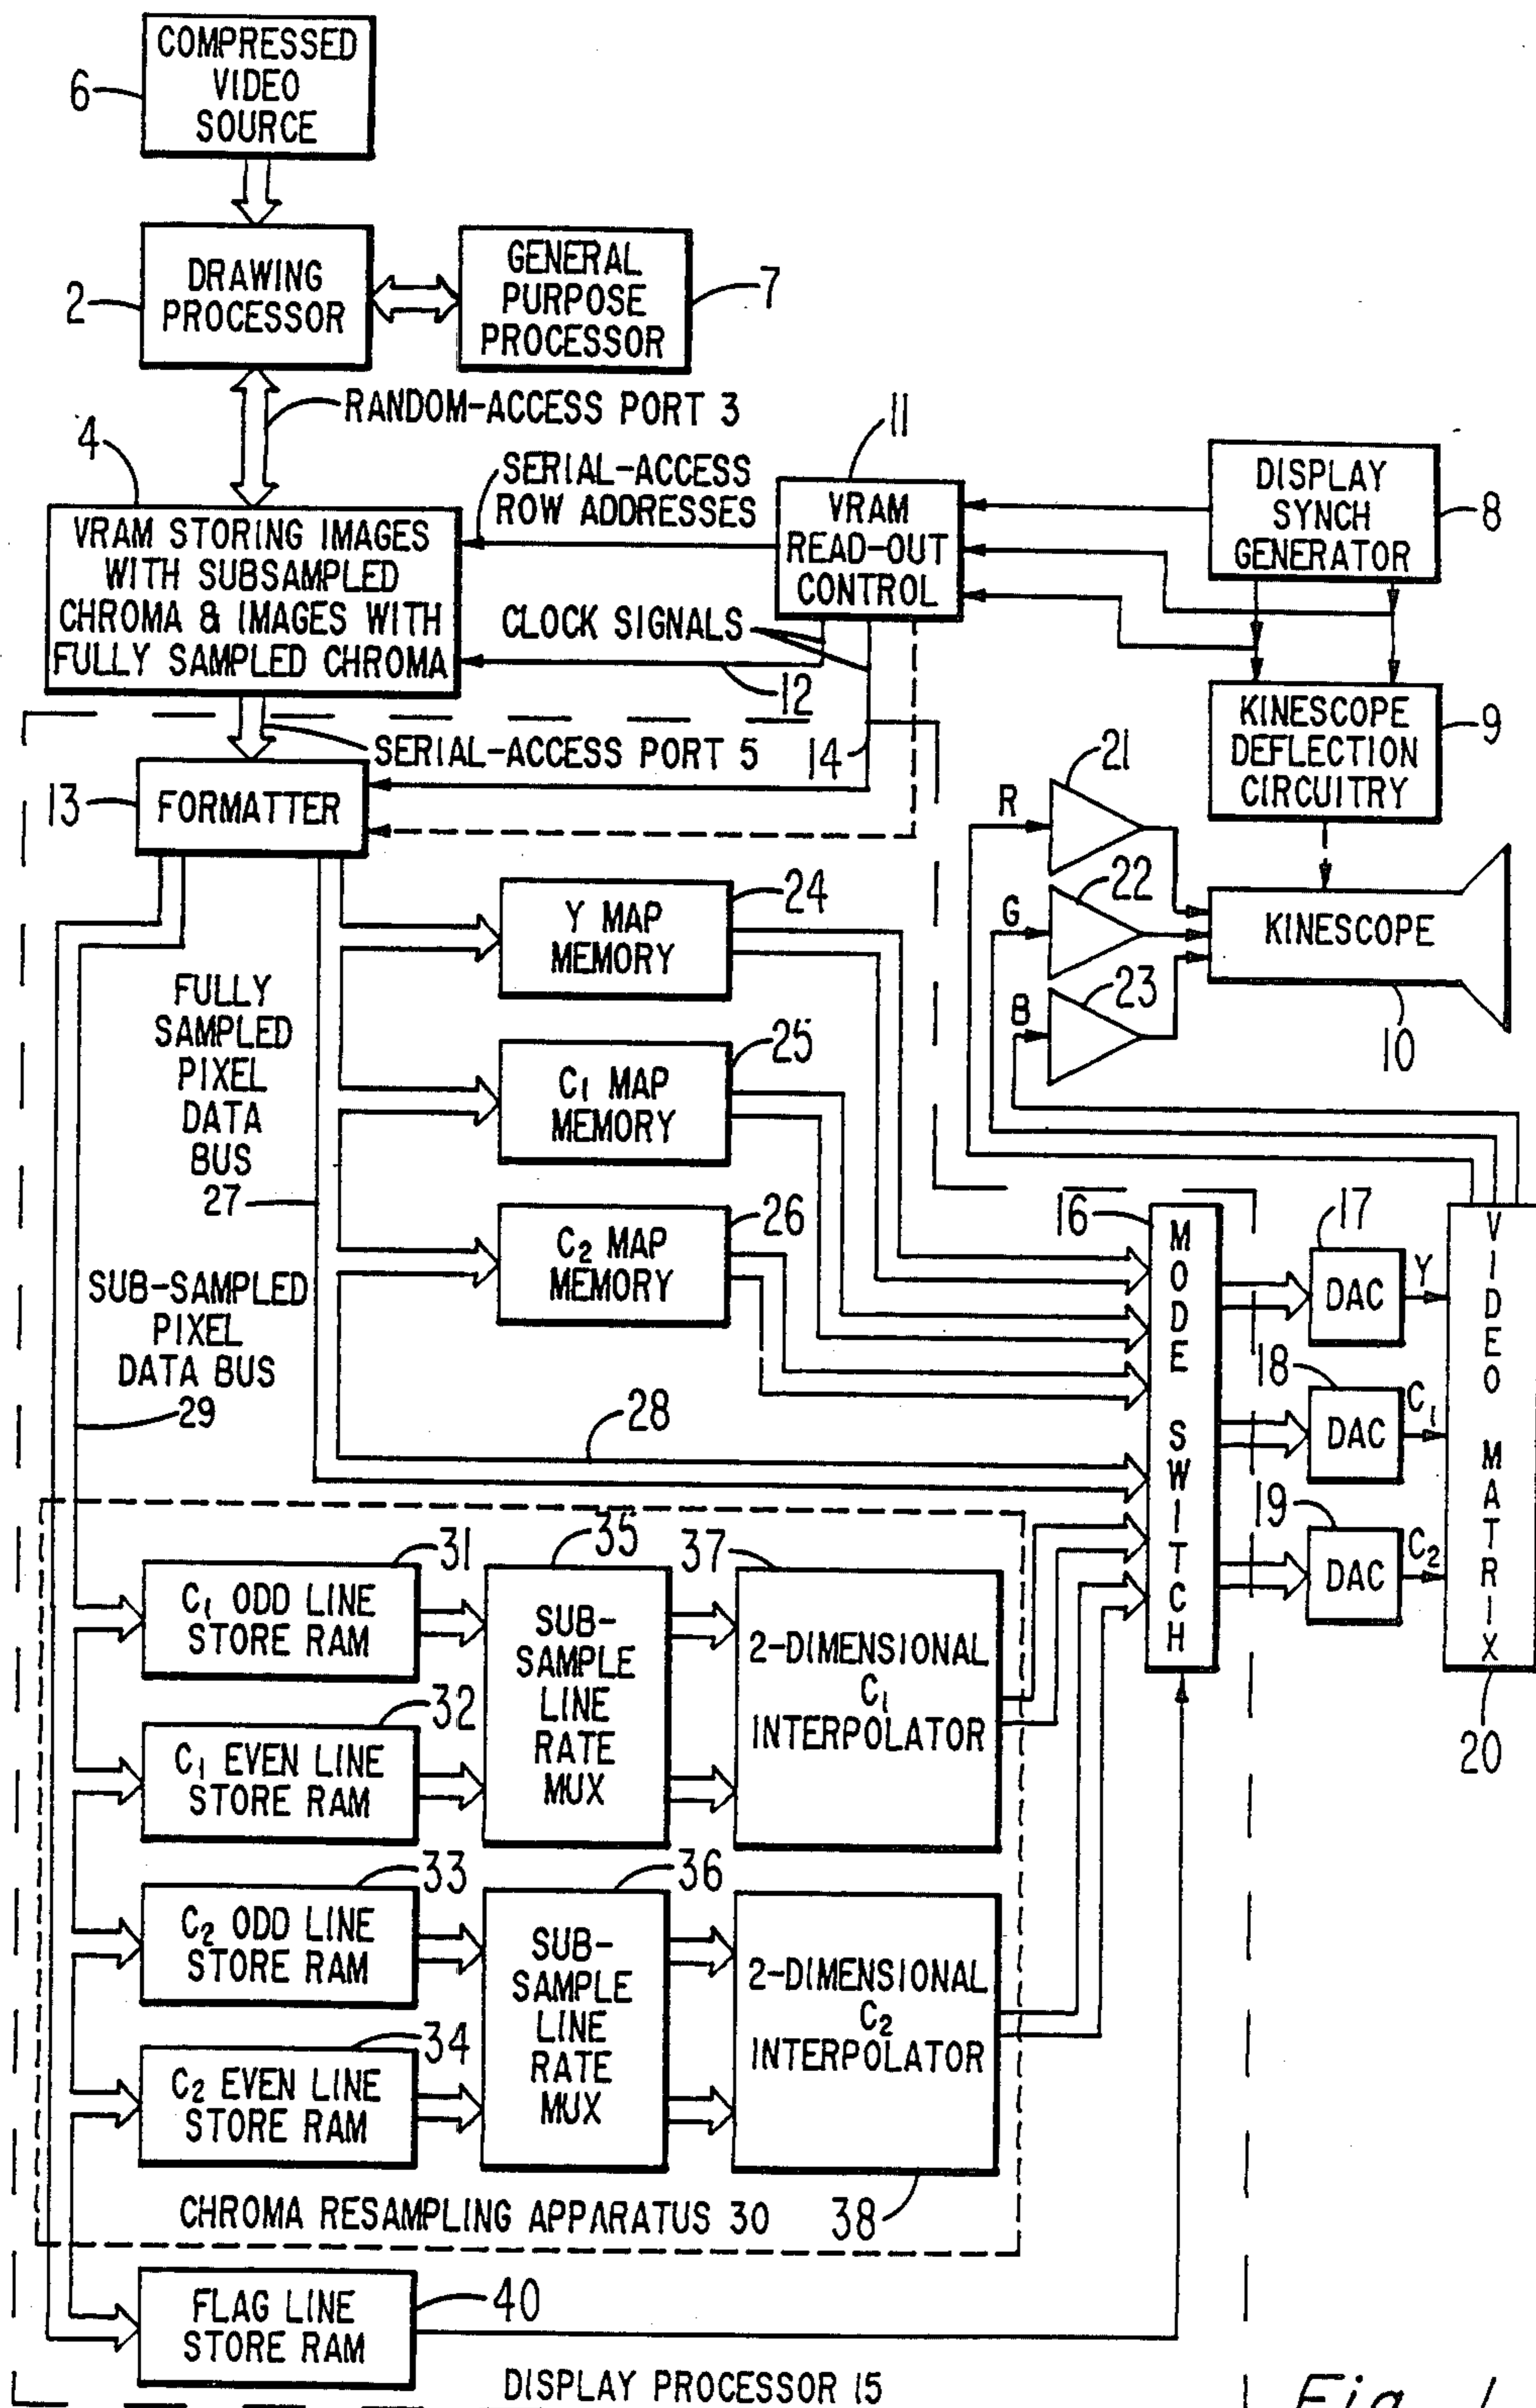 COMPRESSED
VIDEO
SOURCE
6
DRAWING
PROCESSOR
2
GENERAL
PURPOSE
PROCESSOR
7
RANDOM-ACCESS PORT 3
4
VRAM STORING IMAGES
WITH SUBSAMPLED
CHROMA & IMAGES WITH
FULLY SAMPLED CHROMA
SERIAL-ACCESS
ROW ADDRESSES
11
VRAM
READ-OUT
CONTROL
CLOCK SIGNALS
12
DISPLAY
SYNCH
GENERATOR
8
KINESCOPE
DEFLECTION
CIRCUITRY
9
SERIAL-ACCESS PORT 5
14
13
FORMATTER
R
21
G
22
B
23
KINESCOPE
10
Y MAP
MEMORY
24
C1 MAP
MEMORY
25
C2 MAP
MEMORY
26
FULLY
SAMPLED
PIXEL
DATA
BUS
27
SUB-SAMPLED
PIXEL
DATA BUS
29
28
16
MODE SWITCH
17
DAC
Y
18
DAC
C1
19
DAC
C2
VIDEO MATRIX
20
31
C1 ODD LINE
STORE RAM
32
C1 EVEN LINE
STORE RAM
33
C2 ODD LINE
STORE RAM
34
C2 EVEN LINE
STORE RAM
35
SUB-
SAMPLE
LINE
RATE
MUX
36
SUB-
SAMPLE
LINE
RATE
MUX
37
2-DIMENSIONAL
C1
INTERPOLATOR
2-DIMENSIONAL
C2
INTERPOLATOR
38
CHROMA RESAMPLING APPARATUS 30
FLAG LINE
STORE RAM
40
DISPLAY PROCESSOR 15
Fig. 1